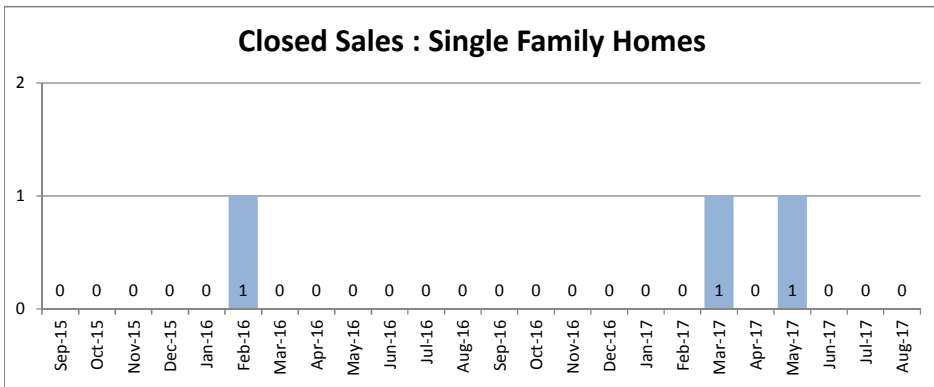 Closed Sales : Single Family Homes
2
1
0
0 0 0 0 0 1 0 0 0 0 0 0 0 0 0 0 0 0 1 0 1 0 0 0
Sep-15 Oct-15 Nov-15 Dec-15 Jan-16 Feb-16 Mar-16 Apr-16 May-16 Jun-16 Jul-16 Aug-16 Sep-16 Oct-16 Nov-16 Dec-16 Jan-17 Feb-17 Mar-17 Apr-17 May-17 Jun-17 Jul-17 Aug-17